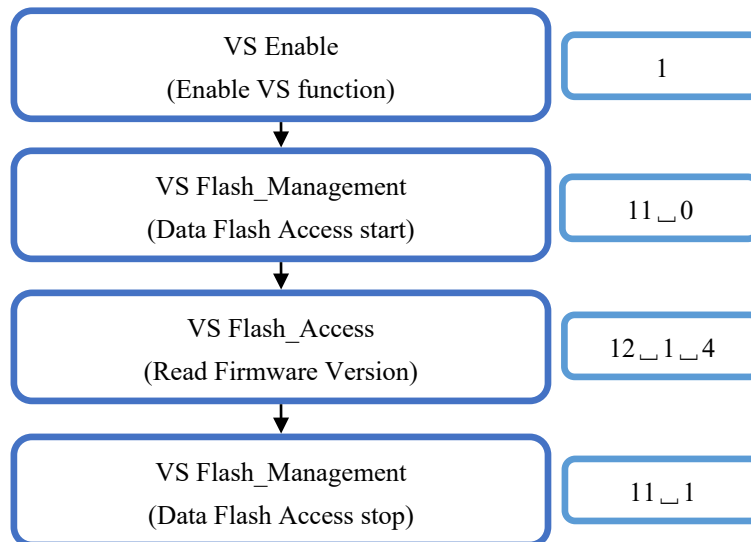 VS Enable
(Enable VS function)
1
VS Flash_Management
(Data Flash Access start)
11⎵0
VS Flash_Access
(Read Firmware Version)
12⎵1⎵4
VS Flash_Management
(Data Flash Access stop)
11⎵1